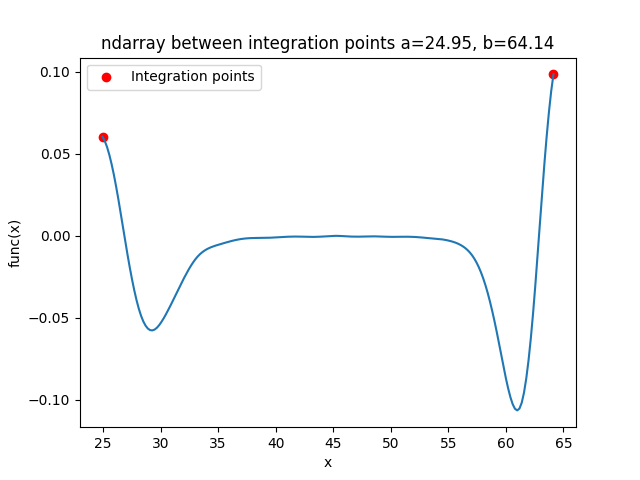 ndarray between integration points a=24.95, b=64.14
Integration points
func(x)
0.10
0.05
0.00
−0.05
−0.10
25 30 35 40 45 50 55 60 65
x